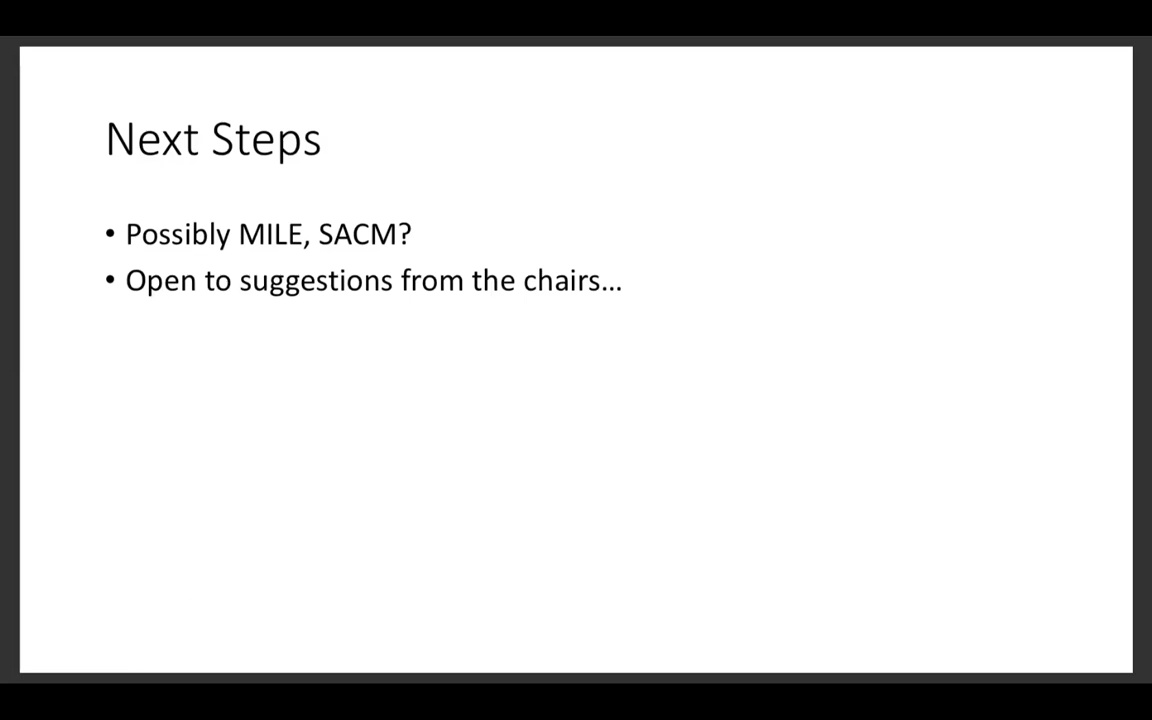 Next Steps
• Possibly MILE, SACM?
• Open to suggestions from the chairs...